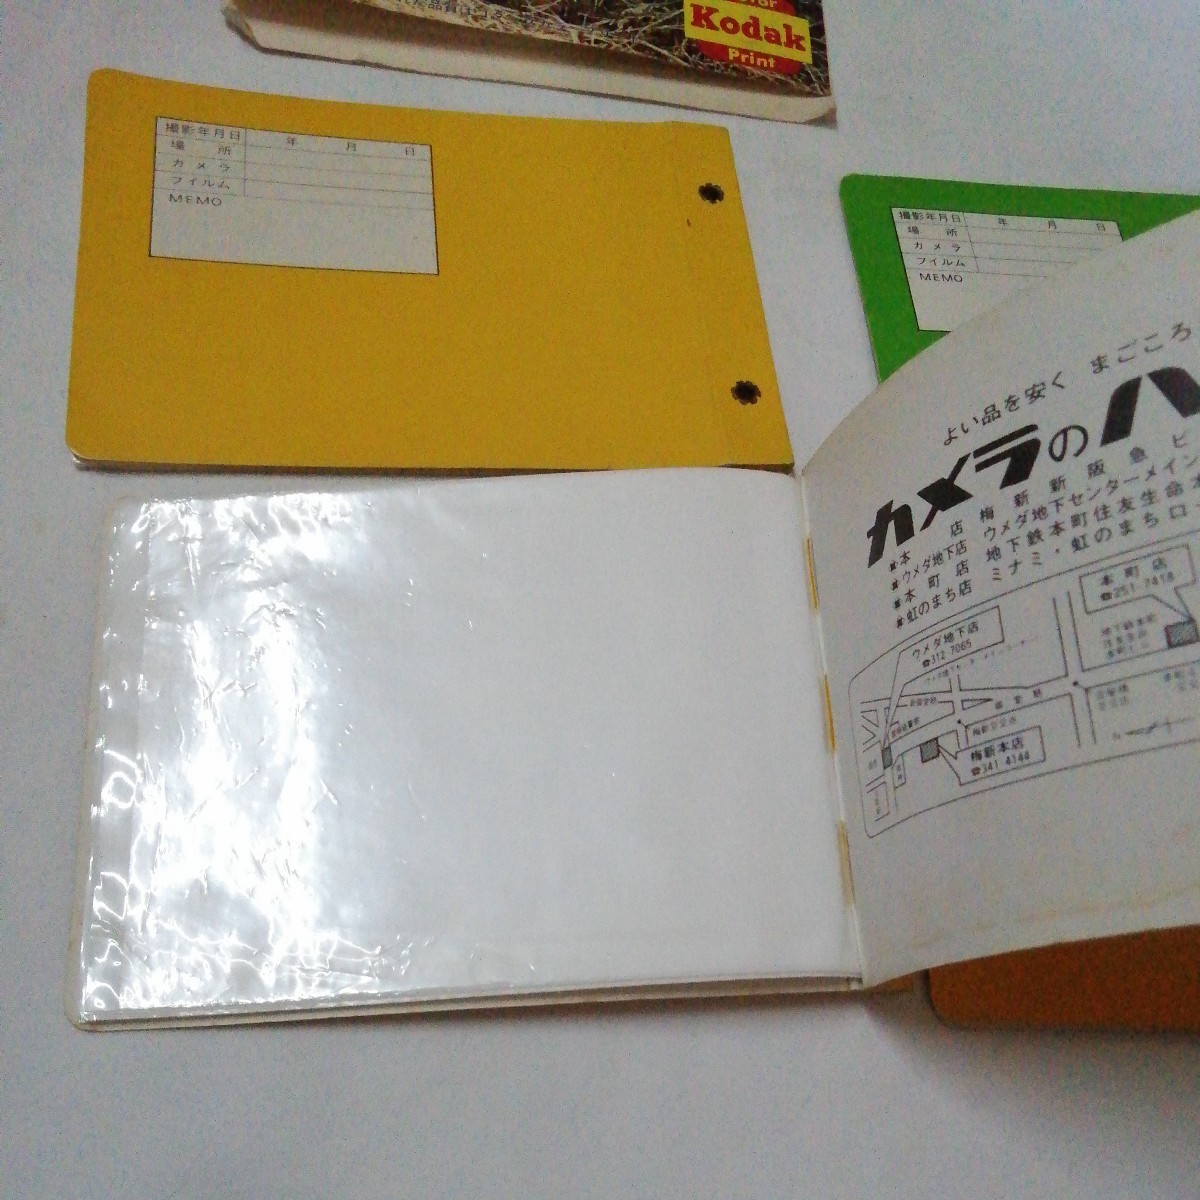 Kodak
Print
撮影年月日 年 月 日
場所
カメラ
フイルム
MEMO
撮影年月日 年 月 日
場所
カメラ
フイルム
MEMO
よい品を安く まごころ
カメラのハ
本店 梅新新阪急ビ
ウメダ地下店 ウメダ地下センターメイン
本町店 地下鉄本町住友生命本
虹のまち店 ミナミ・虹のまちロ
本町店
☎251 7418
ウメダ地下店
☎312 7065
梅新本店
☎341 4144